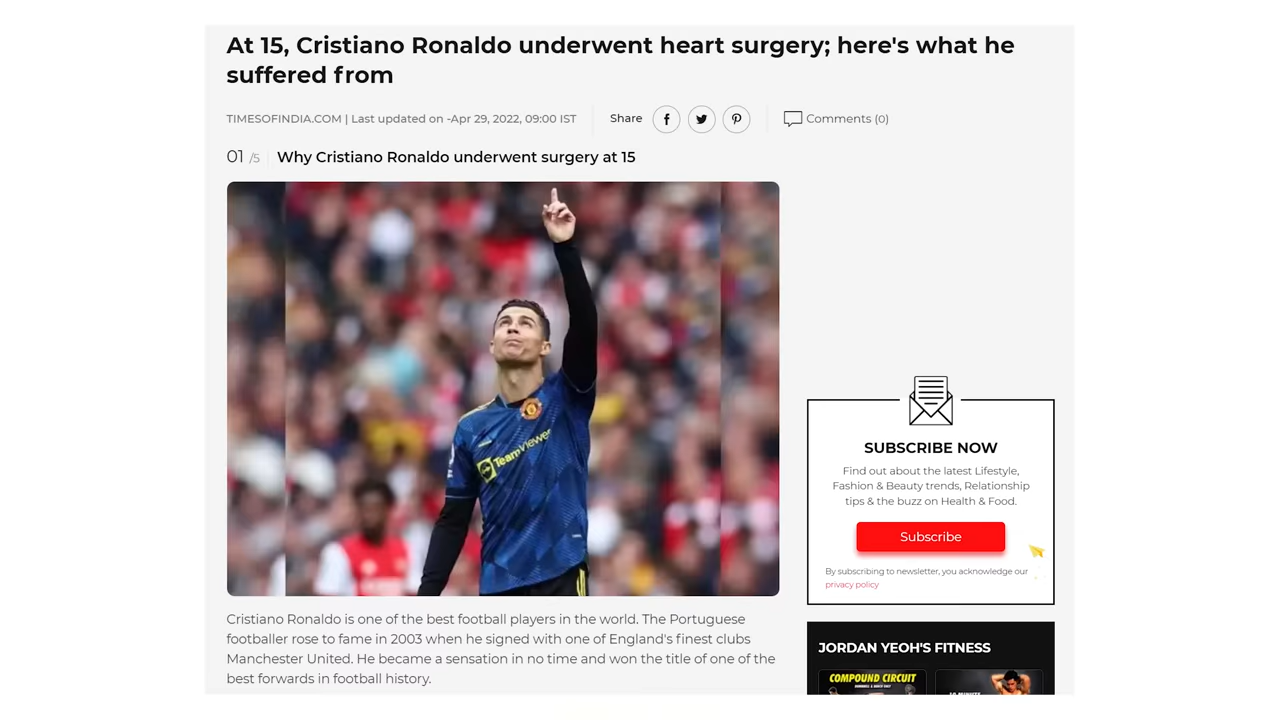 At 15, Cristiano Ronaldo underwent heart surgery; here's what he
suffered from
TIMESOFINDIA.COM | Last updated on -Apr 29, 2022, 09:00 IST
Share
Comments (0)
01 /5 Why Cristiano Ronaldo underwent surgery at 15
TeamViewer
Cristiano Ronaldo is one of the best football players in the world. The Portuguese
footballer rose to fame in 2003 when he signed with one of England's finest clubs
Manchester United. He became a sensation in no time and won the title of one of the
best forwards in football history.
SUBSCRIBE NOW
Find out about the latest Lifestyle,
Fashion & Beauty trends, Relationship
tips & the buzz on Health & Food.
Subscribe
By subscribing to newsletter, you acknowledge our
privacy policy
JORDAN YEOH'S FITNESS
COMPOUND CIRCUIT